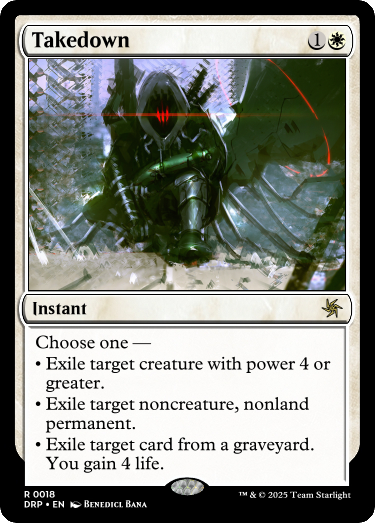 Takedown 1
Instant
Choose one —
• Exile target creature with power 4 or
greater.
• Exile target noncreature, nonland
permanent.
• Exile target card from a graveyard.
You gain 4 life.
R 0018
DRP • EN Benedicl Bana
™ & © 2025 Team Starlight